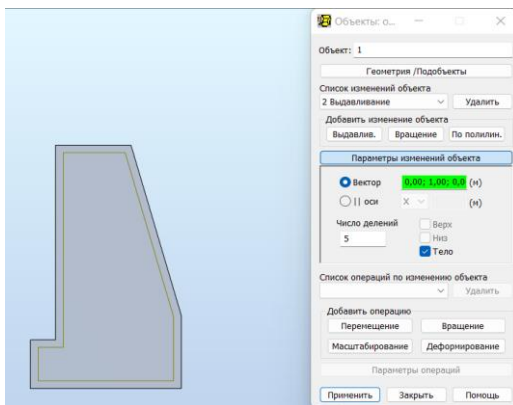 Объекты: о...
Объект: 1
Геометрия /Подобъекты
Список изменений объекта
2 Выдавливание Удалить
Добавить изменение объекта
Выдавлив. Вращение По полилин.
Параметры изменений объекта
Вектор 0,00; 1,00; 0,0 (м)
|| оси X (м)
Число делений Верх
5 Низ
Тело
Список операций по изменению объекта
Удалить
Добавить операцию
Перемещение Вращение
Масштабирование Деформирование
Параметры операций
Применить Закрыть Помощь